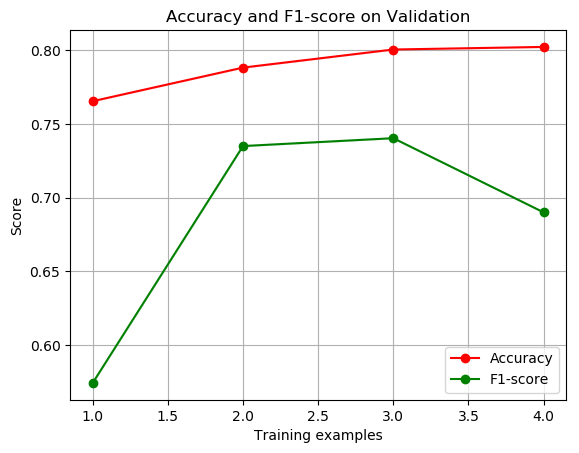 Accuracy and F1-score on Validation
0.80
0.75
0.70
0.65
0.60
Score
1.0 1.5 2.0 2.5 3.0 3.5 4.0
Training examples
Accuracy
F1-score